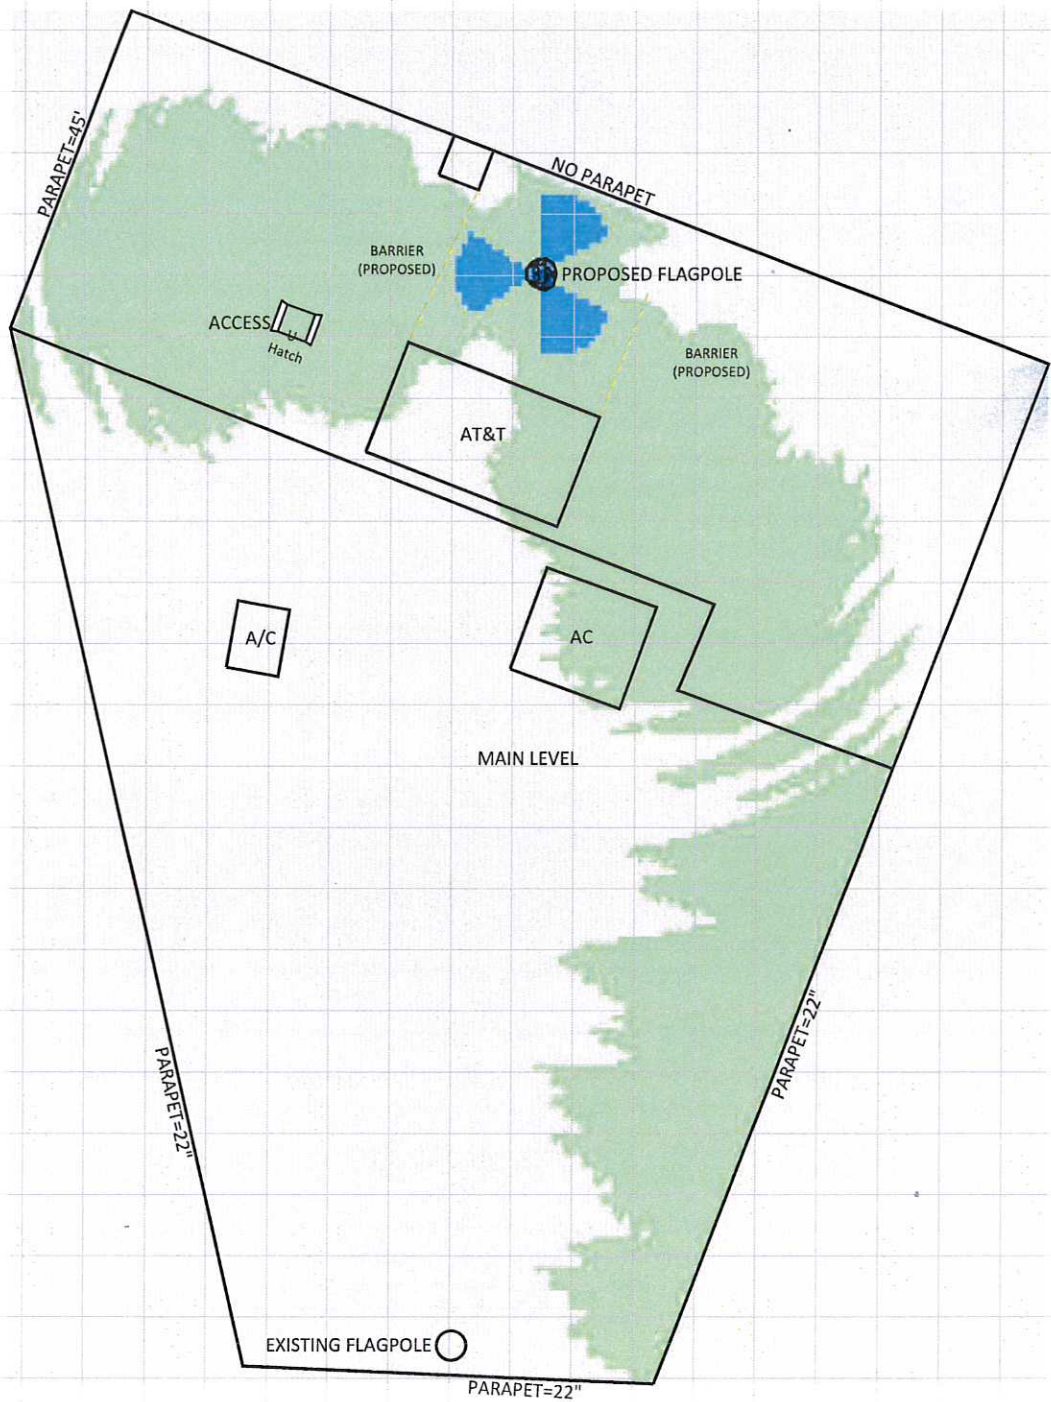 PARAPET=45'
NO PARAPET
BARRIER
(PROPOSED)
PROPOSED FLAGPOLE
ACCESS
Hatch
BARRIER
(PROPOSED)
AT&T
A/C
AC
MAIN LEVEL
PARAPET=22"
PARAPET=22"
EXISTING FLAGPOLE
PARAPET=22"